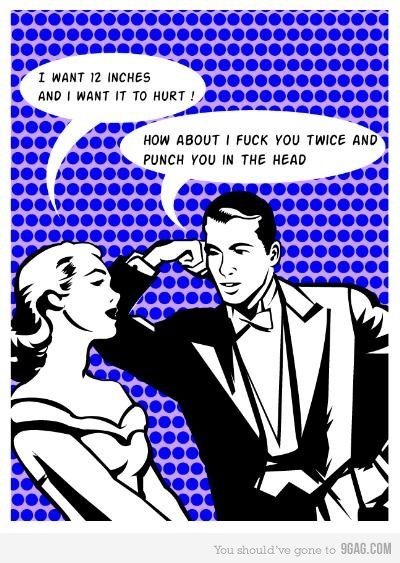 I WANT 12 INCHES
AND I WANT IT TO HURT !
HOW ABOUT I FUCK YOU TWICE AND
PUNCH YOU IN THE HEAD
You should've gone to 9GAG.COM